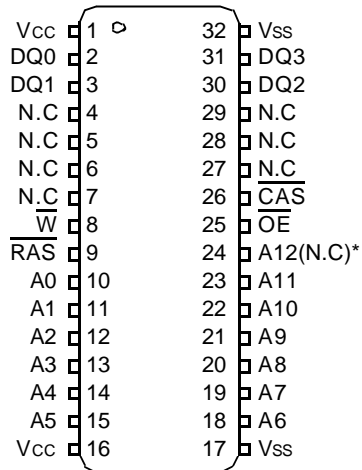 VCC 1 32 VSS
DQ0 2 31 DQ3
DQ1 3 30 DQ2
N.C 4 29 N.C
N.C 5 28 N.C
N.C 6 27 N.C
N.C 7 26 CAS
W 8 25 OE
RAS 9 24 A12(N.C)*
A0 10 23 A11
A1 11 22 A10
A2 12 21 A9
A3 13 20 A8
A4 14 19 A7
A5 15 18 A6
VCC 16 17 VSS